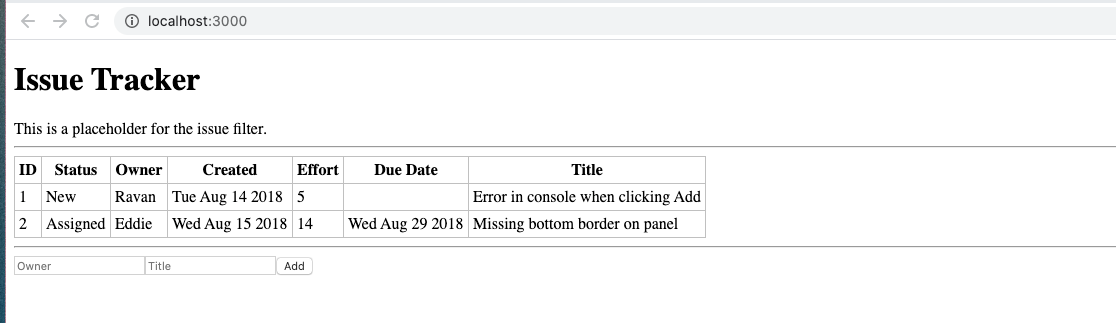 localhost:3000
Issue Tracker
This is a placeholder for the issue filter.
ID Status Owner Created Effort Due Date Title
1 New Ravan Tue Aug 14 2018 5 Error in console when clicking Add
2 Assigned Eddie Wed Aug 15 2018 14 Wed Aug 29 2018 Missing bottom border on panel
Owner Title Add